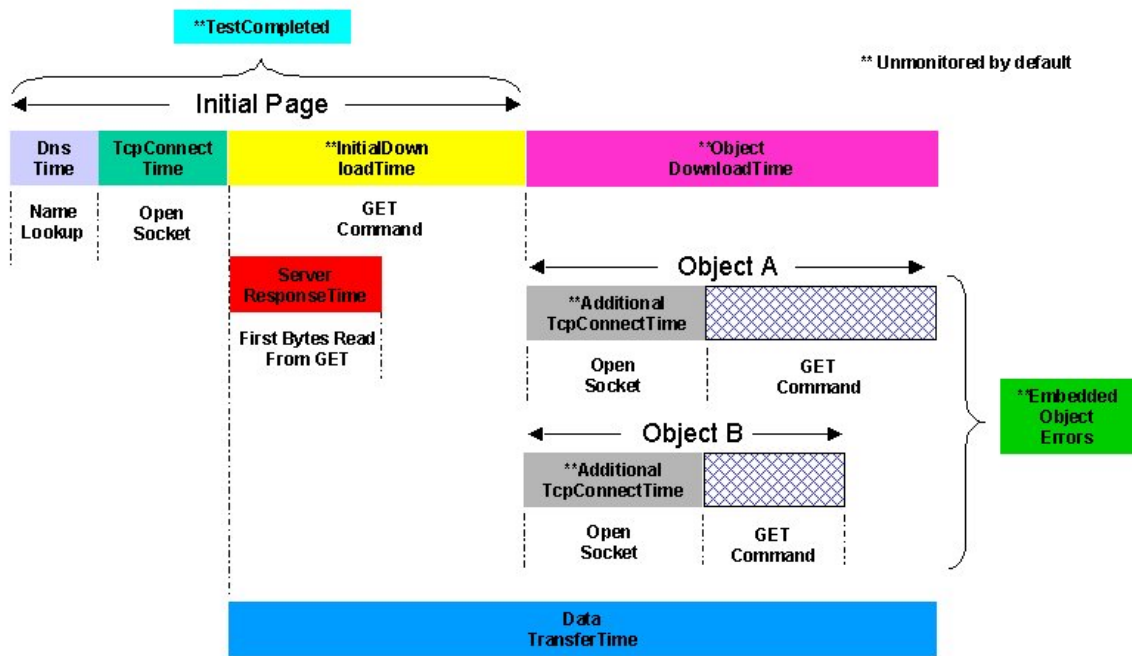 **TestCompleted
** Unmonitored by default
Initial Page
Dns
Time
TcpConnect
Time
**InitialDown
loadTime
**Object
DownloadTime
Name
Lookup
Open
Socket
GET
Command
Server
ResponseTime
First Bytes Read
From GET
Object A
**Additional
TcpConnectTime
Open
Socket
GET
Command
**Embedded
Object
Errors
Object B
**Additional
TcpConnectTime
Open
Socket
GET
Command
Data
TransferTime